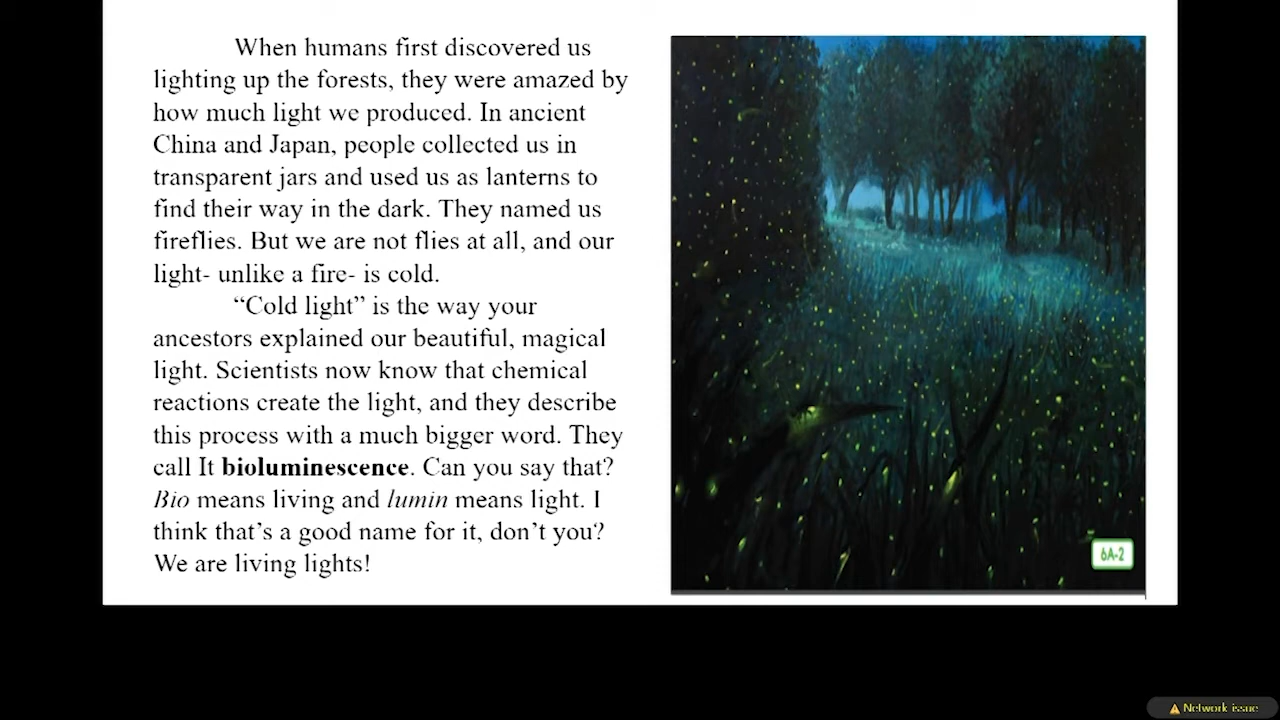 When humans first discovered us
lighting up the forests, they were amazed by
how much light we produced. In ancient
China and Japan, people collected us in
transparent jars and used us as lanterns to
find their way in the dark. They named us
fireflies. But we are not flies at all, and our
light- unlike a fire- is cold.
“Cold light” is the way your
ancestors explained our beautiful, magical
light. Scientists now know that chemical
reactions create the light, and they describe
this process with a much bigger word. They
call It bioluminescence. Can you say that?
Bio means living and lumin means light. I
think that’s a good name for it, don’t you?
We are living lights!
6A-2
Network issue